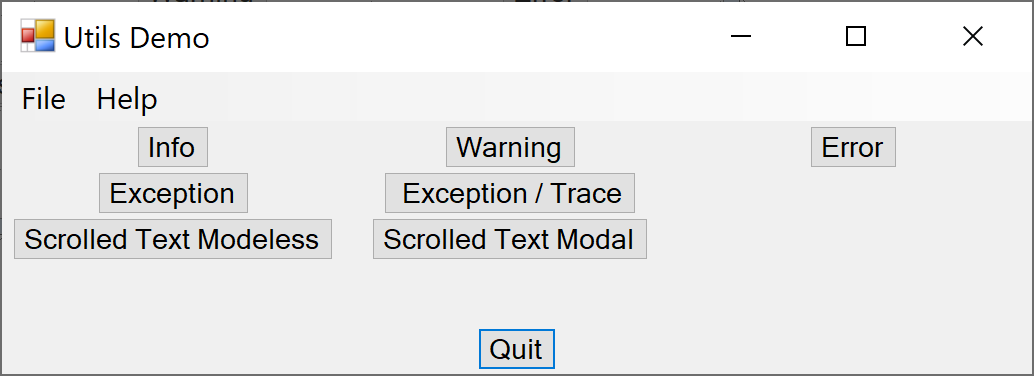 Utils Demo
File Help
Info Warning Error
Exception Exception / Trace
Scrolled Text Modeless Scrolled Text Modal
Quit